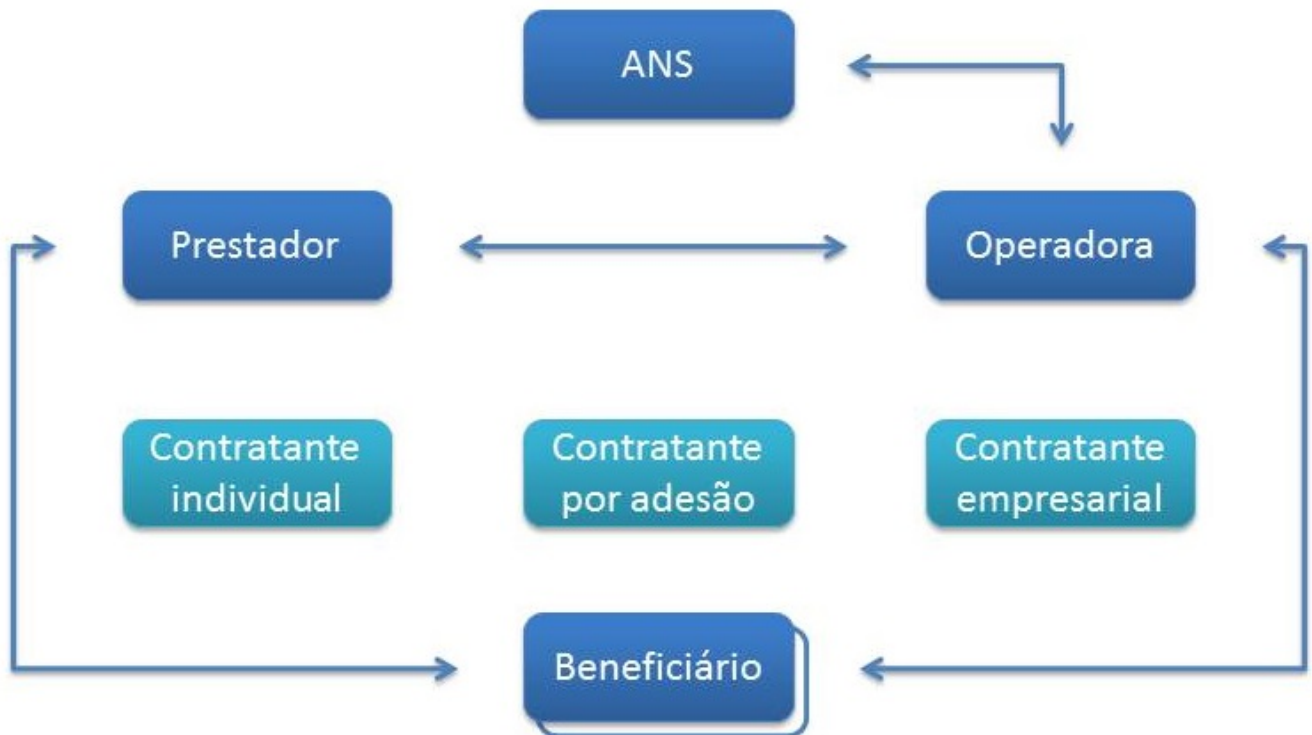 ANS
Prestador
Operadora
Contratante
individual
Contratante
por adesão
Contratante
empresarial
Beneficiário